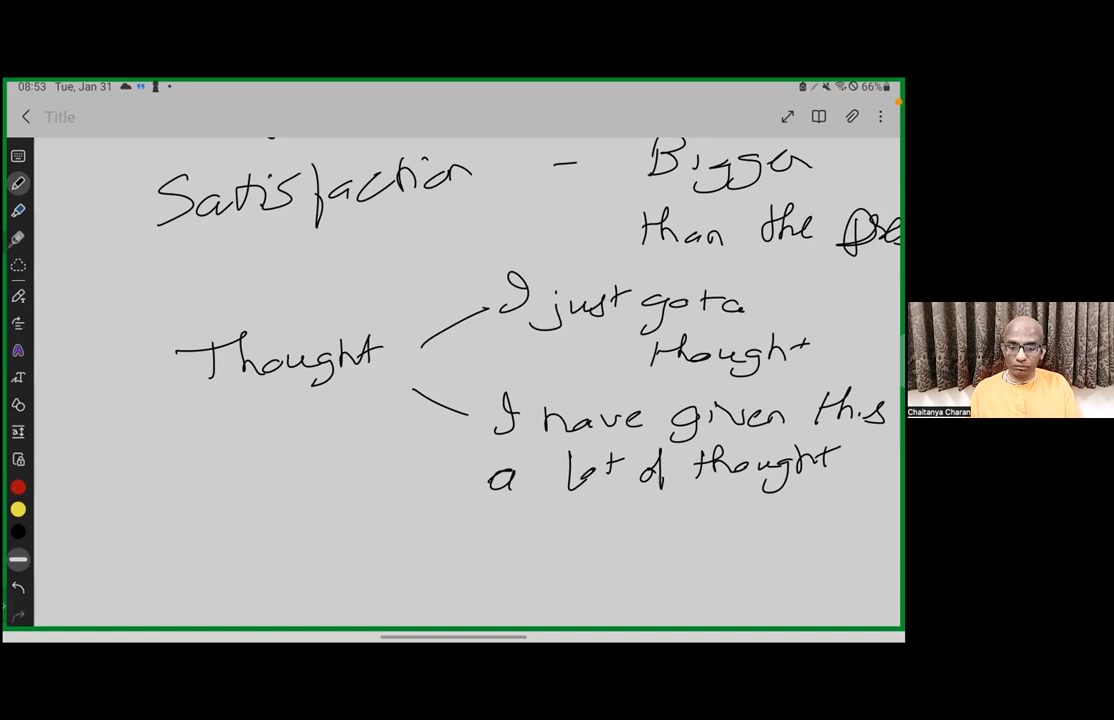 08:53 Tue, Jan 31 66%
Title
Satisfaction – Bigger
than the
Thought
I just got a
thought
I have given this
a lot of thought
Chaitanya Charan